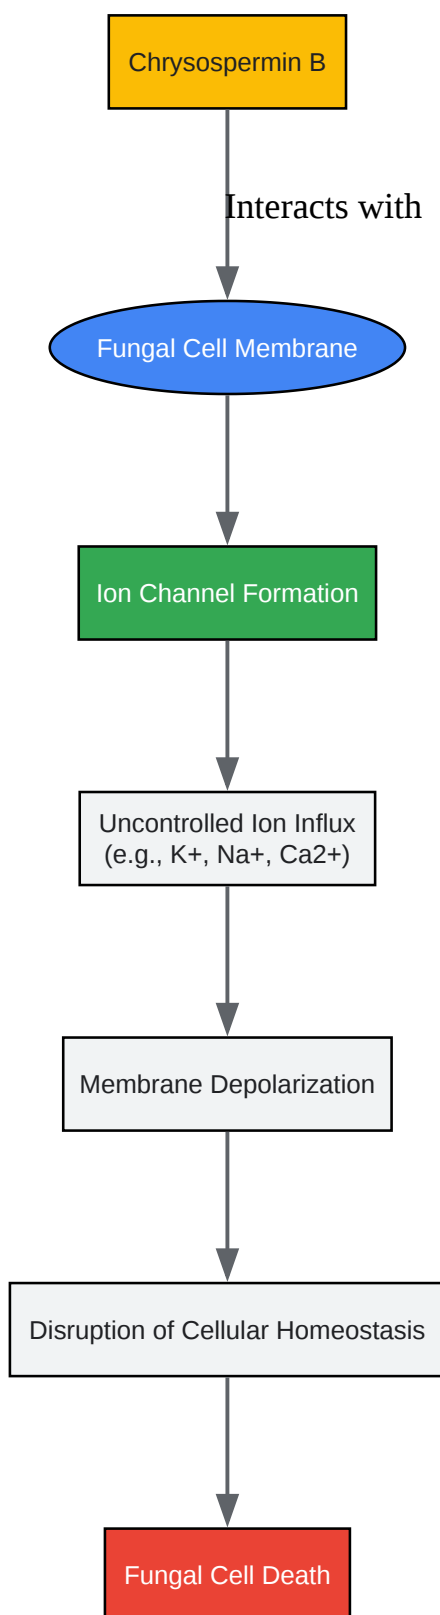 Chrysospermin B
Interacts with
Fungal Cell Membrane
Ion Channel Formation
Uncontrolled Ion Influx
(e.g., K+, Na+, Ca2+)
Membrane Depolarization
Disruption of Cellular Homeostasis
Fungal Cell Death